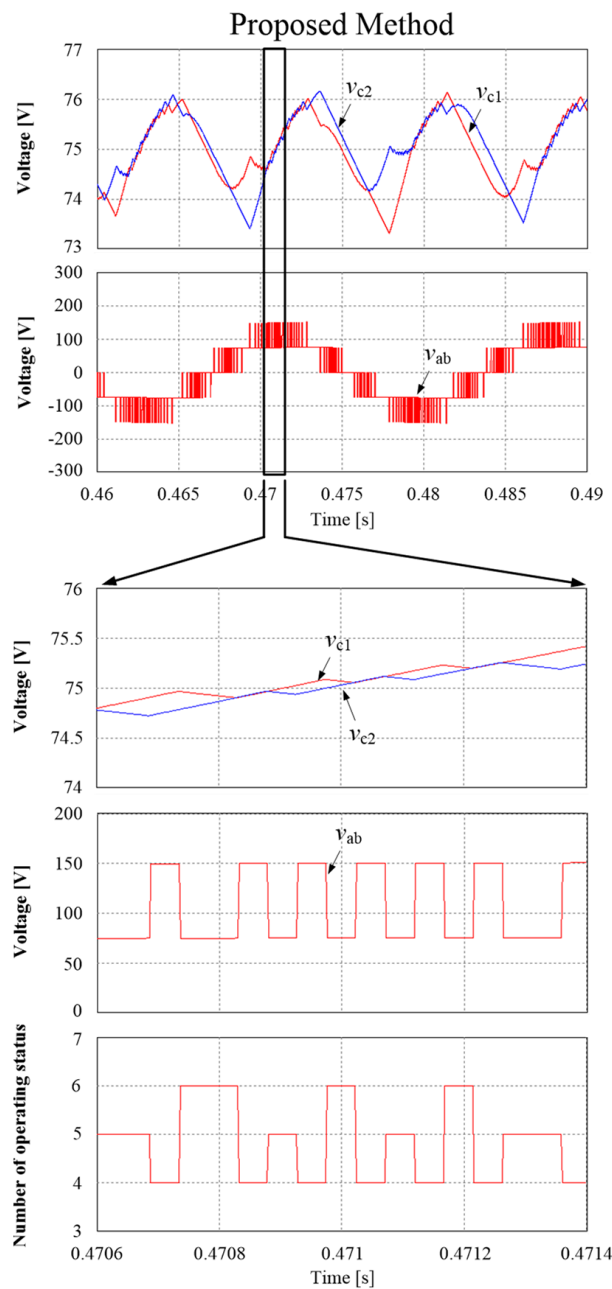 Proposed Method
Voltage [V]
77
76
75
74
73
vc2
vc1
Voltage [V]
300
200
100
0
-100
-200
-300
vab
0.46
0.465
0.47
0.475
0.48
0.485
0.49
Time [s]
Voltage [V]
76
75.5
75
74.5
74
vc1
vc2
Voltage [V]
200
150
100
50
0
vab
Number of operating status
7
6
5
4
3
0.4706
0.4708
0.471
0.4712
0.4714
Time [s]